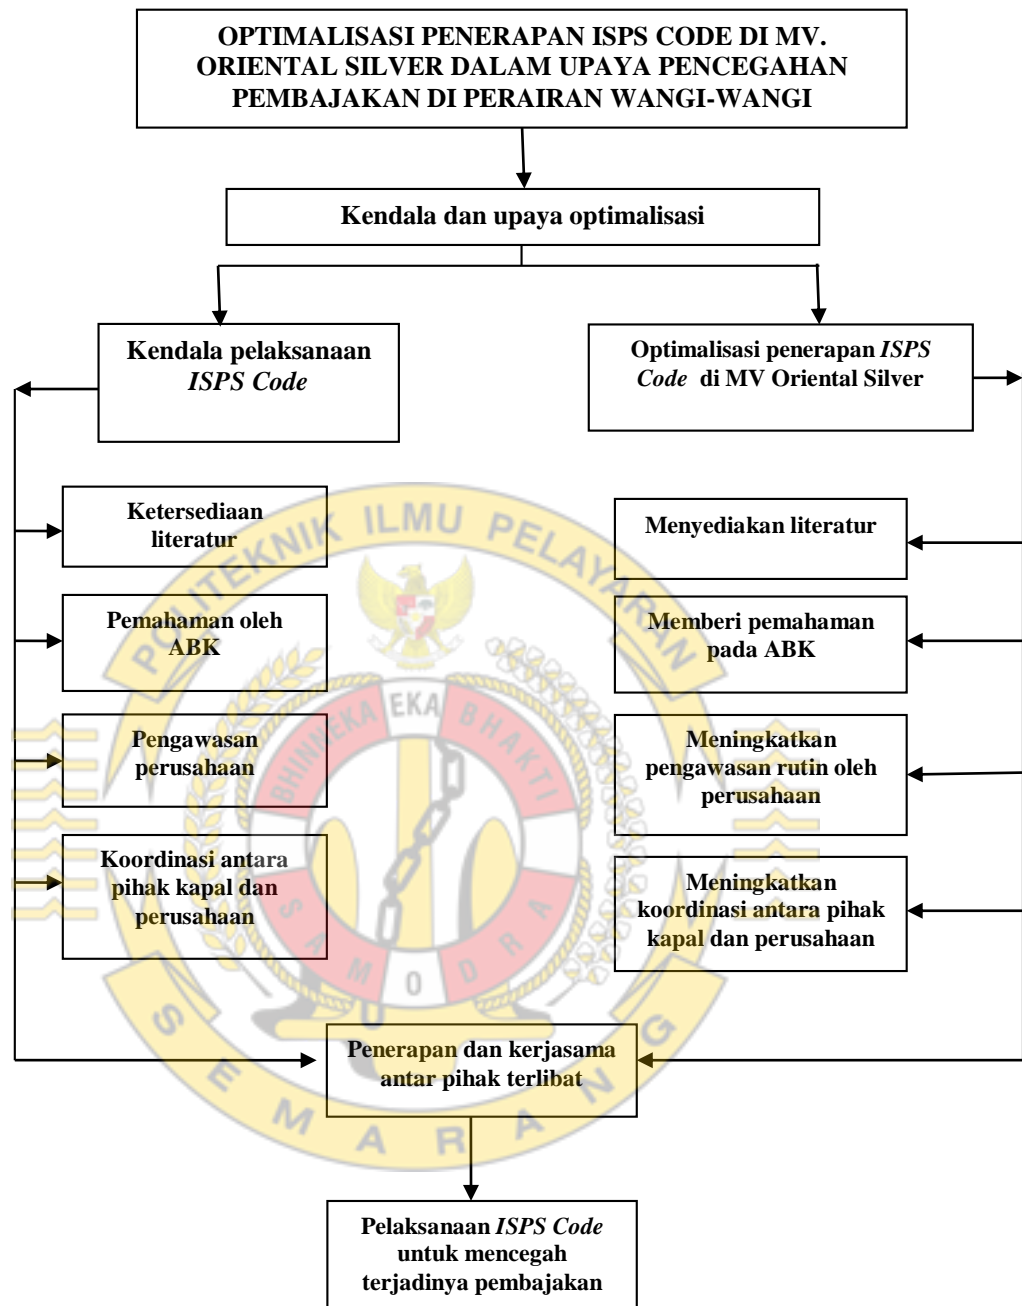 OPTIMALISASI PENERAPAN ISPS CODE DI MV.
ORIENTAL SILVER DALAM UPAYA PENCEGAHAN
PEMBAJAKAN DI PERAIRAN WANGI-WANGI
Kendala dan upaya optimalisasi
Kendala pelaksanaan
ISPS Code
Optimalisasi penerapan ISPS
Code di MV Oriental Silver
Ketersediaan
literatur
Pemahaman oleh
ABK
Pengawasan
perusahaan
Koordinasi antara
pihak kapal dan
perusahaan
Menyediakan literatur
Memberi pemahaman
pada ABK
Meningkatkan
pengawasan rutin oleh
perusahaan
Meningkatkan
koordinasi antara pihak
kapal dan perusahaan
Penerapan dan kerjasama
antar pihak terlibat
Pelaksanaan ISPS Code
untuk mencegah
terjadinya pembajakan
POLITEKNIK ILMU PELAYARAN
BHINNEKA EKA BHAKTI
SAMODRA
SEMARANG